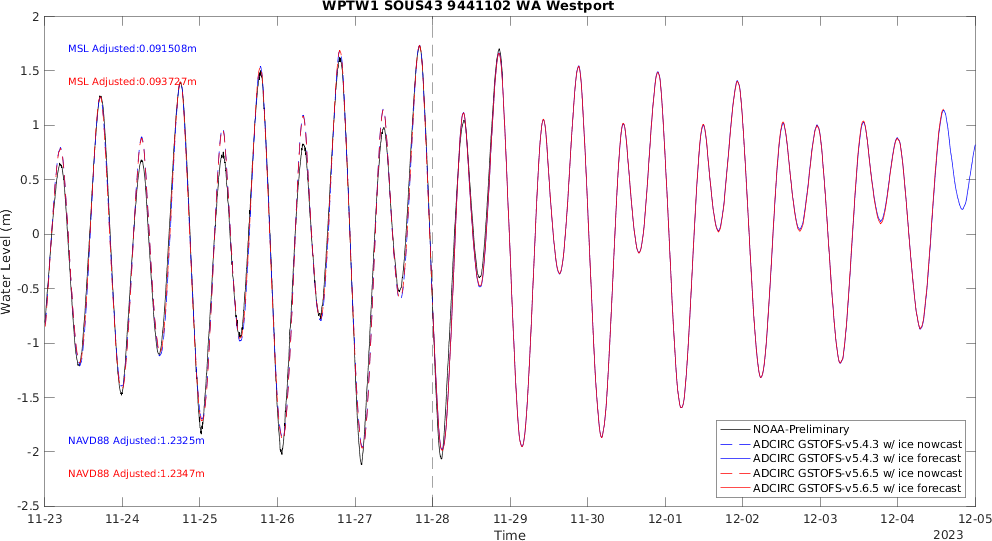 WPTW1 SOUS43 9441102 WA Westport
2
1.5
1
0.5
0
-0.5
-1
-1.5
-2
-2.5
Water Level (m)
MSL Adjusted:0.091508m
MSL Adjusted:0.093727m
NAVD88 Adjusted:1.2325m
NAVD88 Adjusted:1.2347m
NOAA-Preliminary
ADCIRC GSTOFS-v5.4.3 w/ ice nowcast
ADCIRC GSTOFS-v5.4.3 w/ ice forecast
ADCIRC GSTOFS-v5.6.5 w/ ice nowcast
ADCIRC GSTOFS-v5.6.5 w/ ice forecast
11-23 11-24 11-25 11-26 11-27 11-28 11-29 11-30 12-01 12-02 12-03 12-04 12-05
Time
2023